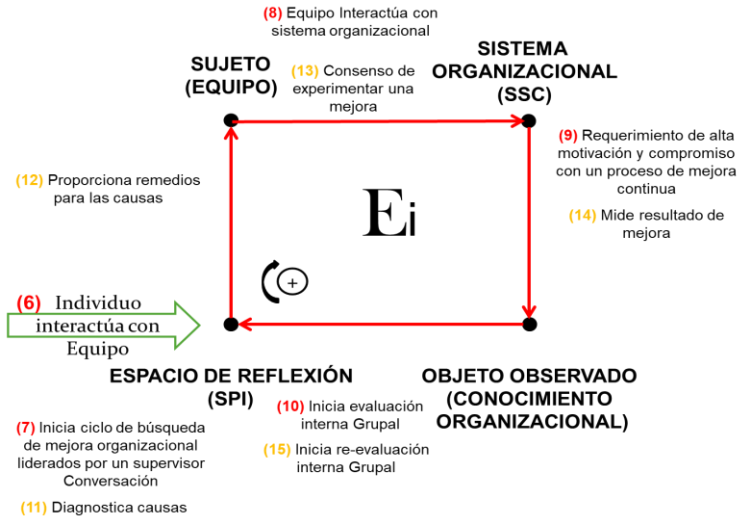 (8) Equipo Interactúa con
sistema organizacional
SUJETO
(EQUIPO)
(13) Consenso de
experimentar una
mejora
SISTEMA
ORGANIZACIONAL
(SSC)
(9) Requerimiento de alta
motivación y compromiso
con un proceso de mejora
continua
(14) Mide resultado de
mejora
(12) Proporciona remedios
para las causas
Ei
+
(6) Individuo
interactúa con
Equipo
ESPACIO DE REFLEXIÓN
(SPI)
OBJETO OBSERVADO
(CONOCIMIENTO
ORGANIZACIONAL)
(7) Inicia ciclo de búsqueda
de mejora organizacional
liderados por un supervisor
Conversación
(11) Diagnostica causas
(10) Inicia evaluación
interna Grupal
(15) Inicia re-evaluación
interna Grupal